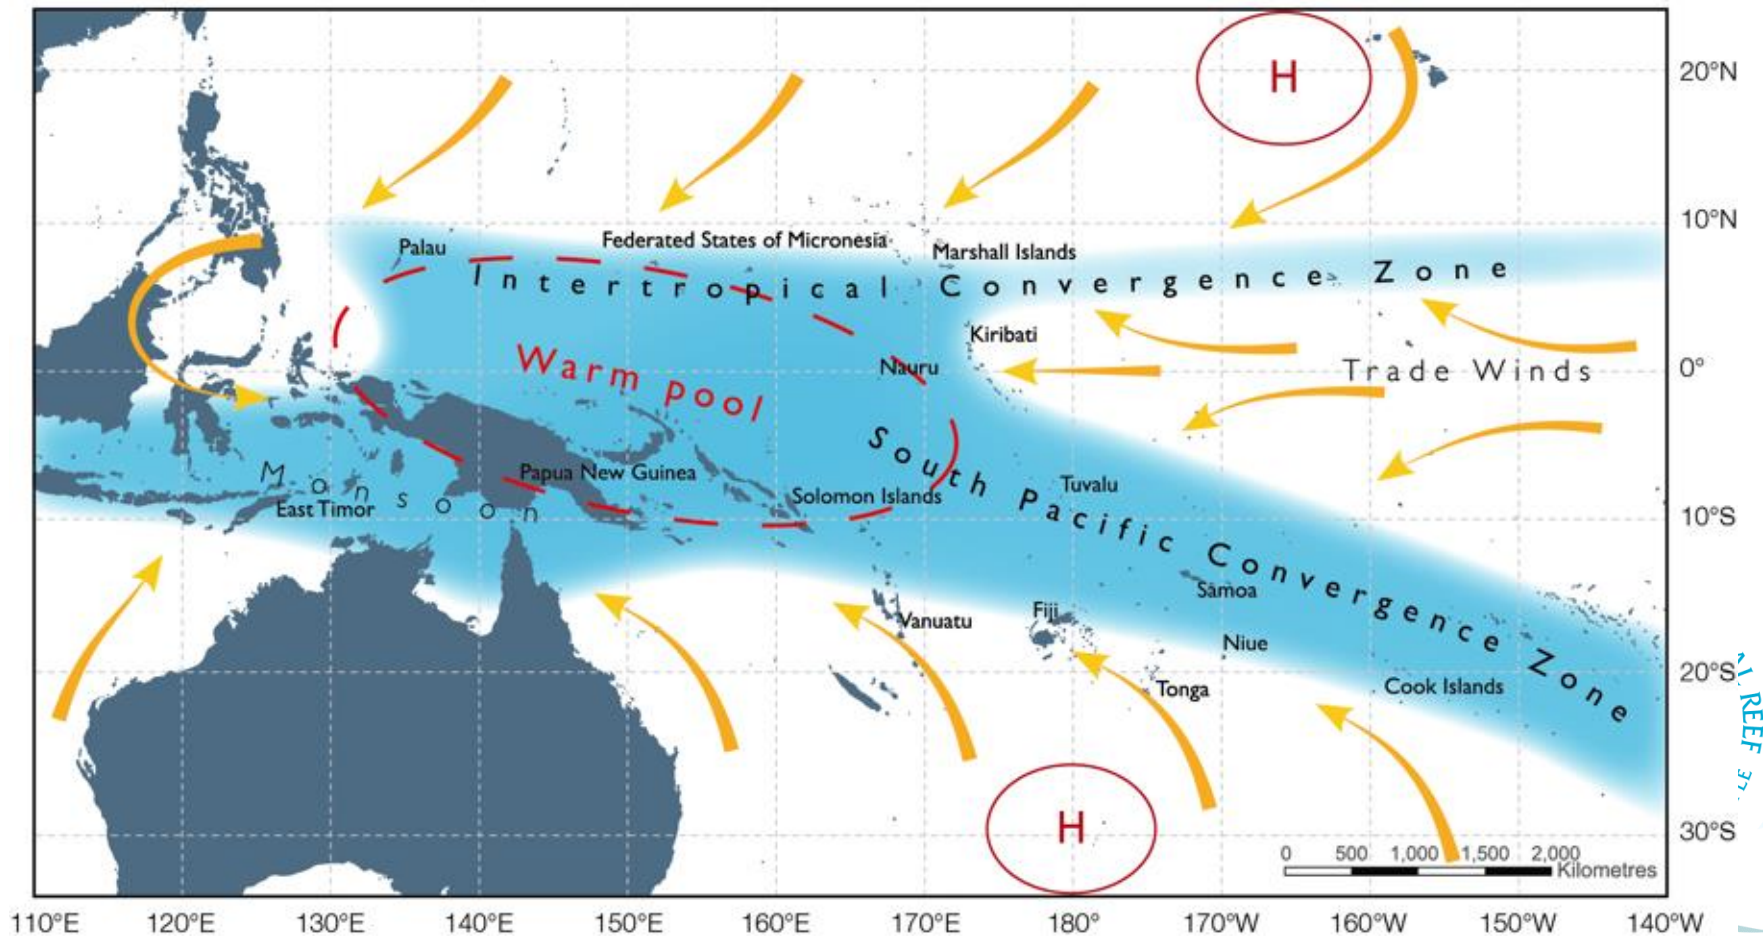 H
20°N
10°N
Palau
Federated States of Micronesia
Marshall Islands
Intertropical Convergence Zone
Kiribati
Warm pool
Nauru
0°
Trade Winds
South Pacific Convergence Zone
Monsoon
Papua New Guinea
East Timor
Solomon Islands
Tuvalu
10°S
Samoa
Fiji
Vanuatu
Niue
20°S
Tonga
Cook Islands
REEF
H
30°S
0 500 1,000 1,500 2,000
Kilometres
110°E 120°E 130°E 140°E 150°E 160°E 170°E 180° 170°W 160°W 150°W 140°W